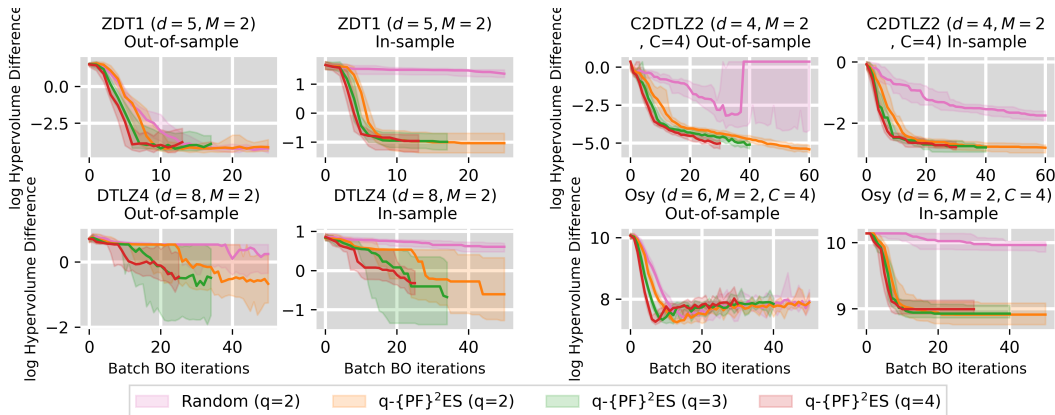 ZDT1 (d = 5, M = 2)
Out-of-sample
ZDT1 (d = 5, M = 2)
In-sample
C2DTLZ2 (d = 4, M = 2
, C=4) Out-of-sample
C2DTLZ2 (d = 4, M = 2
, C=4) In-sample
log Hypervolume Difference
0.0
−2.5
0
10
20
1
0
−1
0
10
20
log Hypervolume Difference
0.0
−2.5
−5.0
0
20
40
60
0
−2
0
20
40
60
DTLZ4 (d = 8, M = 2)
Out-of-sample
DTLZ4 (d = 8, M = 2)
In-sample
Osy (d = 6, M = 2, C = 4)
Out-of-sample
Osy (d = 6, M = 2, C = 4)
In-sample
log Hypervolume Difference
0
−2
0
20
40
Batch BO iterations
1
0
−1
0
20
40
Batch BO iterations
log Hypervolume Difference
10
8
0
20
40
Batch BO iterations
10
9
0
20
40
Batch BO iterations
Random (q=2)
q-{PF}²ES (q=2)
q-{PF}²ES (q=3)
q-{PF}²ES (q=4)